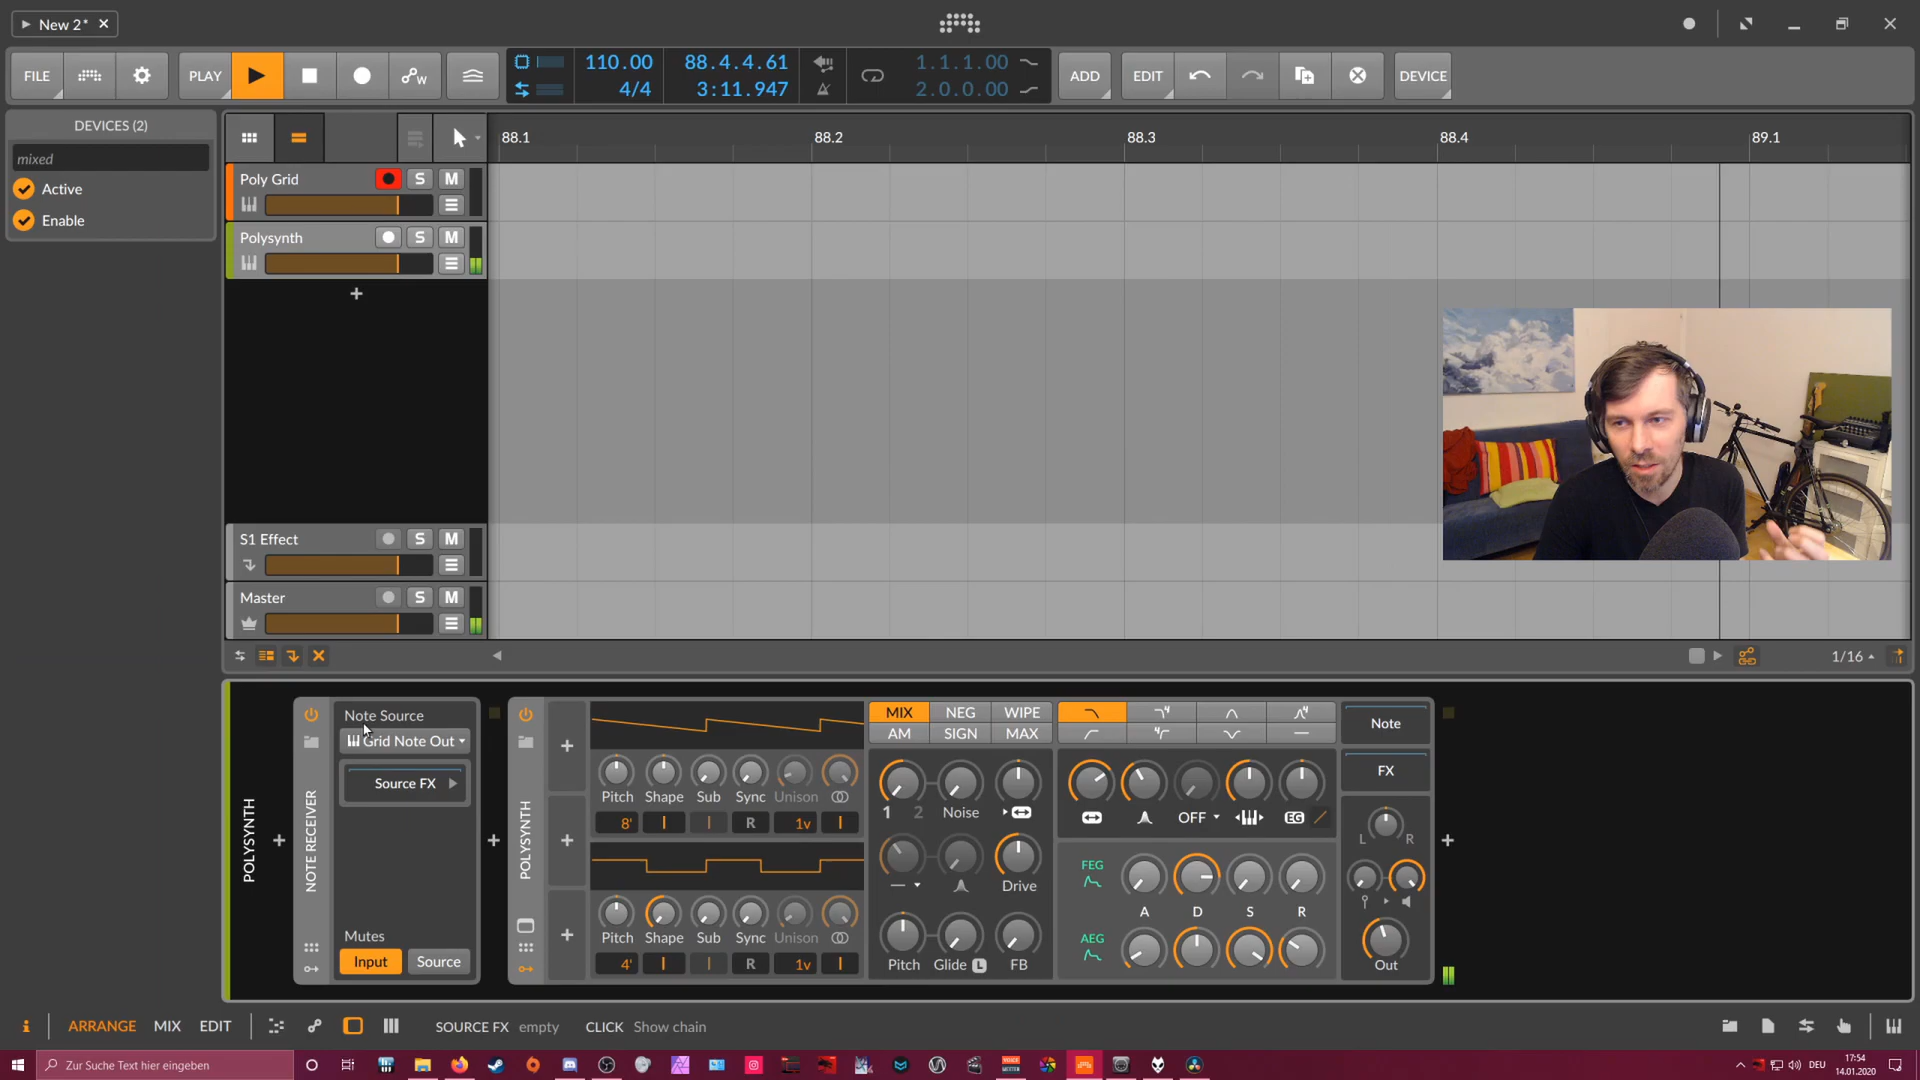 New 2*
FILE
PLAY
110.00
4/4
88.4.4.61
3:11.947
1.1.1.00
2.0.0.00
ADD
EDIT
DEVICE
DEVICES (2)
mixed
Active
Enable
88.1
88.2
88.3
88.4
89.1
Poly Grid
S
M
Polysynth
S
M
+
S1 Effect
S
M
Master
S
M
1/16
POLYSYNTH
+
NOTE RECEIVER
Note Source
Grid Note Out
Source FX
Mutes
Input
Source
+
POLYSYNTH
+
+
+
Pitch
Shape
Sub
Sync
Unison
8'
R
1v
Pitch
Shape
Sub
Sync
Unison
4'
R
1v
MIX
NEG
WIPE
AM
SIGN
MAX
1
2
Noise
Drive
Pitch
Glide L
FB
OFF
EG
FEG
A
D
S
R
AEG
Note
FX
L
R
Out
+
i
ARRANGE
MIX
EDIT
SOURCE FX empty
CLICK Show chain
Zur Suche Text hier eingeben
DEU
17:54
14.01.2020